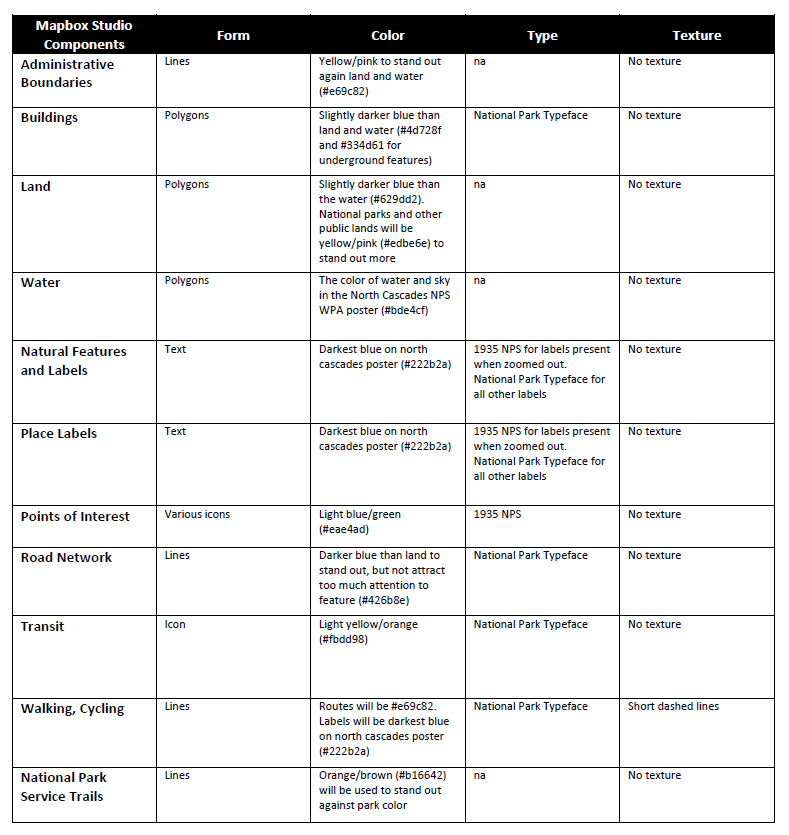 Mapbox Studio
Components
Form
Color
Type
Texture
Administrative
Boundaries
Lines
Yellow/pink to stand out
again land and water
(#e69c82)
na
No texture
Buildings
Polygons
Slightly darker blue than
land and water (#4d728f
and #334d61 for
underground features)
National Park Typeface
No texture
Land
Polygons
Slightly darker blue than
the water (#629dd2).
National parks and other
public lands will be
yellow/pink (#edbe6e) to
stand out more
na
No texture
Water
Polygons
The color of water and sky
in the North Cascades NPS
WPA poster (#bde4cf)
na
No texture
Natural Features
and Labels
Text
Darkest blue on north
cascades poster (#222b2a)
1935 NPS for labels present
when zoomed out.
National Park Typeface for
all other labels
No texture
Place Labels
Text
Darkest blue on north
cascades poster (#222b2a)
1935 NPS for labels present
when zoomed out.
National Park Typeface for
all other labels
No texture
Points of Interest
Various icons
Light blue/green
(#eae4ad)
1935 NPS
No texture
Road Network
Lines
Darker blue than land to
stand out, but not attract
too much attention to
feature (#426b8e)
National Park Typeface
No texture
Transit
Icon
Light yellow/orange
(#fbdd98)
National Park Typeface
No texture
Walking, Cycling
Lines
Routes will be #e69c82.
Labels will be darkest blue
on north cascades poster
(#222b2a)
National Park Typeface
Short dashed lines
National Park
Service Trails
Lines
Orange/brown (#b16642)
will be used to stand out
against park color
na
No texture